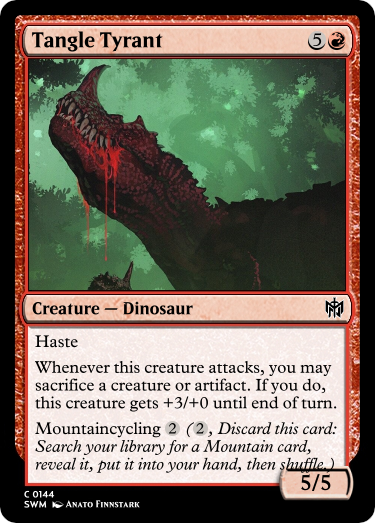 Tangle Tyrant 5
Creature — Dinosaur
Haste
Whenever this creature attacks, you may
sacrifice a creature or artifact. If you do,
this creature gets +3/+0 until end of turn.
Mountaincycling 2 (2, Discard this card:
Search your library for a Mountain card,
reveal it, put it into your hand, then shuffle.)
5/5
C 0144
SWM Anato Finnstark